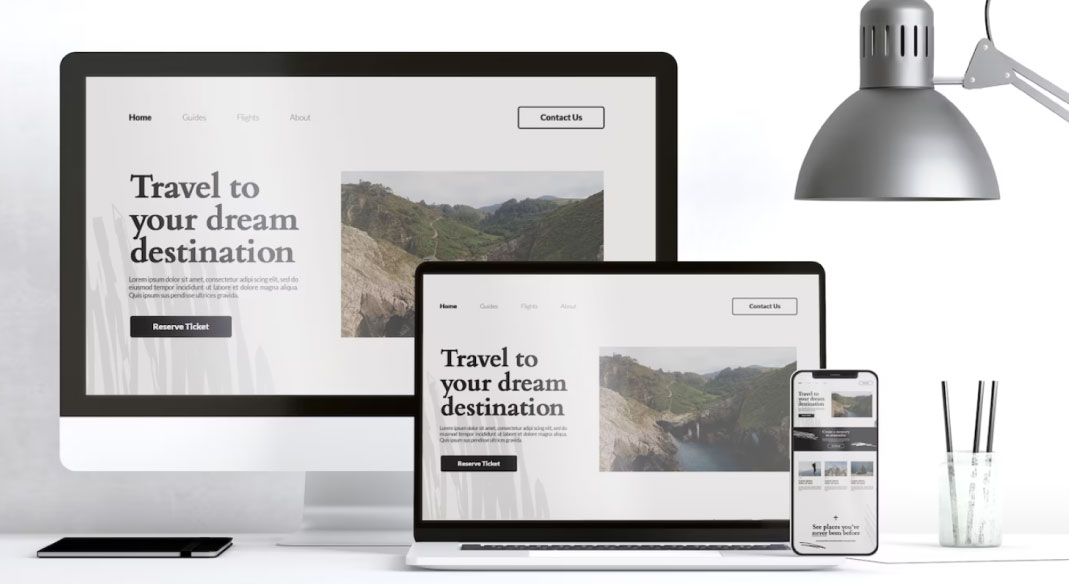 Home Guides Flights About Contact Us
Travel to
your dream
destination
Lorem ipsum dolor sit amet, consectetur adipiscing elit, sed do
eiusmod tempor incididunt ut labore et dolore magna aliqua.
Quis ipsum suspendisse ultrices gravida.
Reserve Ticket
Home Guides Flights About Contact Us
Travel to
your dream
destination
Lorem ipsum dolor sit amet, consectetur adipiscing elit, sed do
eiusmod tempor incididunt ut labore et dolore magna aliqua.
Quis ipsum suspendisse ultrices gravida.
Reserve Ticket
Travel to
your dream
destination
See places you've
never been before